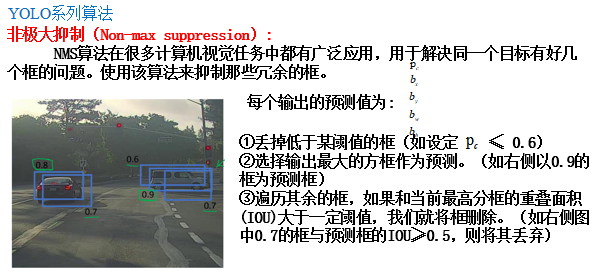 YOLO系列算法
非极大抑制（Non-max suppression）:
NMS算法在很多计算机视觉任务中都有广泛应用，用于解决同一个目标有好几
个框的问题。使用该算法来抑制那些冗余的框。
每个输出的预测值为:
p_c
b_x
b_y
b_w
b_h
①丢掉低于某阈值的框（如设定 p_c ≤ 0.6）
②选择输出最大的方框作为预测。（如右侧以0.9的
框为预测框）
③遍历其余的框，如果和当前最高分框的重叠面积
(IOU)大于一定阈值，我们就将框删除。（如右侧图
中0.7的框与预测框的IOU≥0.5，则将其丢弃）
0.8
0.6
0.7
0.9
0.7